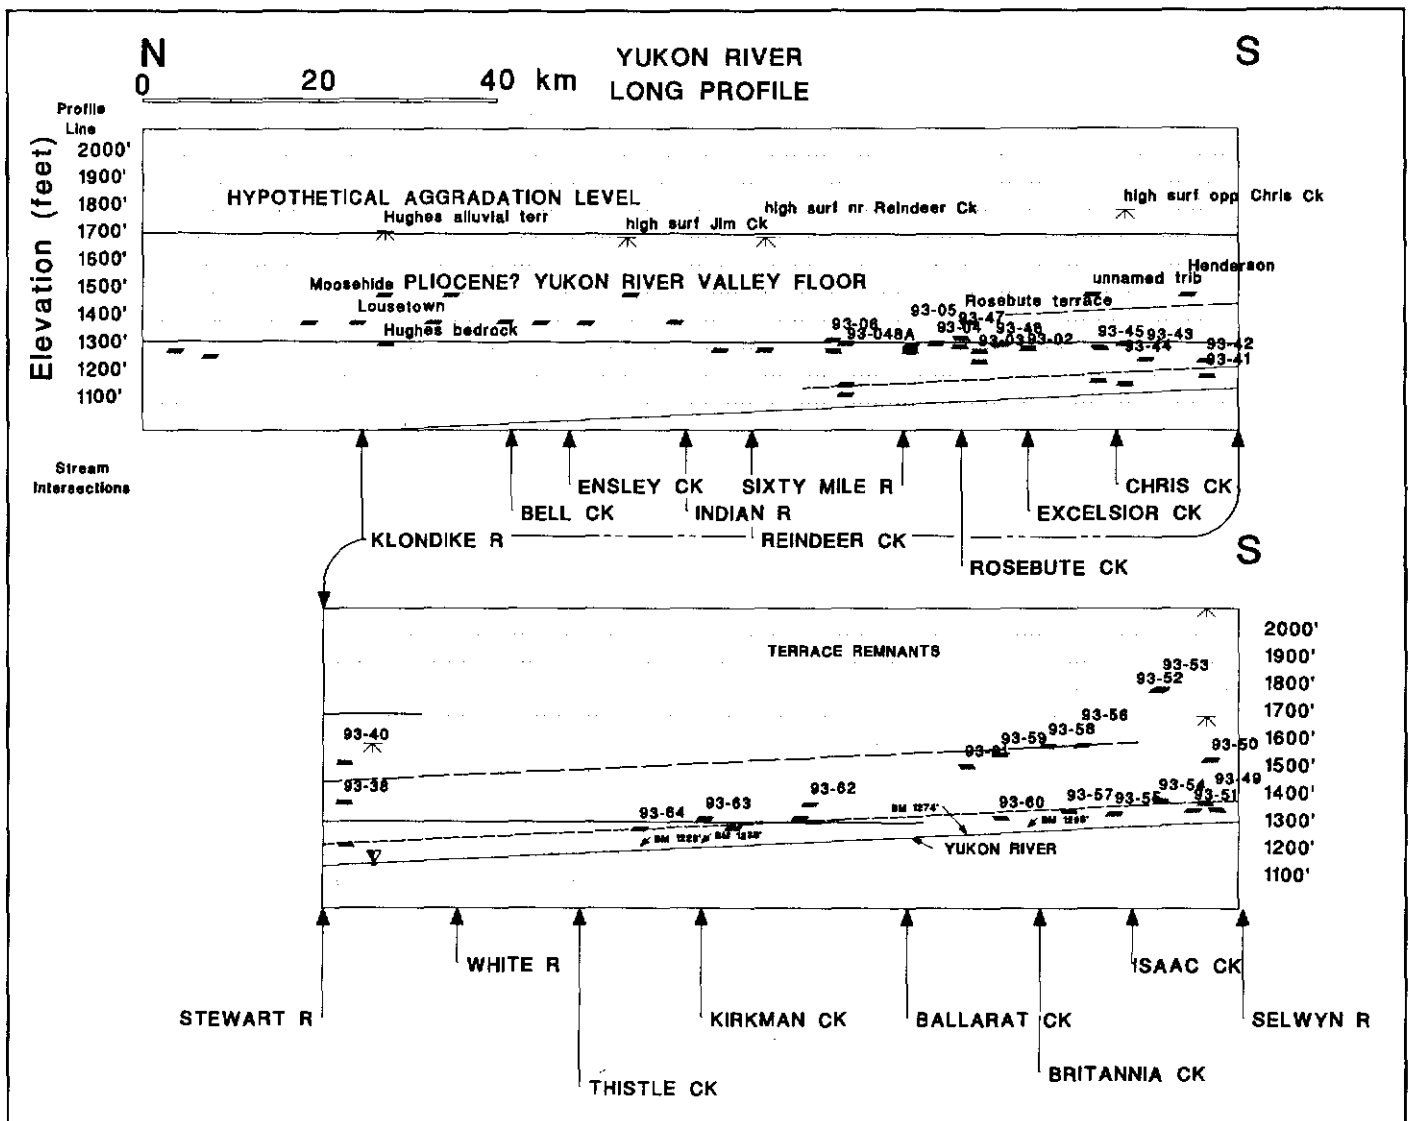 N
YUKON RIVER
S
0 20 40 km
LONG PROFILE
Profile
Line
Elevation (feet)
2000'
1900'
1800'
1700'
1600'
1500'
1400'
1300'
1200'
1100'
HYPOTHETICAL AGGRADATION LEVEL
Hughes alluvial terr
high surf Jim Ck
high surf nr Reindeer Ck
high surf opp Chris Ck
Moosehide
PLIOCENE? YUKON RIVER VALLEY FLOOR
unnamed trib
Henderson
Lousetown
Rosebute terrace
Hughes bedrock
93-06
93-05
93-47
93-04
93-48
93-048A
93-03
93-02
93-45
93-43
93-44
93-42
93-41
Stream
Intersections
ENSLEY CK
SIXTY MILE R
CHRIS CK
BELL CK
INDIAN R
EXCELSIOR CK
KLONDIKE R
REINDEER CK
ROSEBUTE CK
S
TERRACE REMNANTS
2000'
1900'
1800'
1700'
1600'
1500'
1400'
1300'
1200'
1100'
93-53
93-52
93-56
93-58
93-59
93-40
93-50
93-38
93-62
93-49
93-54
93-51
93-64
93-63
BM 1274'
93-60
93-57
93-55
YUKON RIVER
WHITE R
ISAAC CK
STEWART R
KIRKMAN CK
BALLARAT CK
SELWYN R
THISTLE CK
BRITANNIA CK